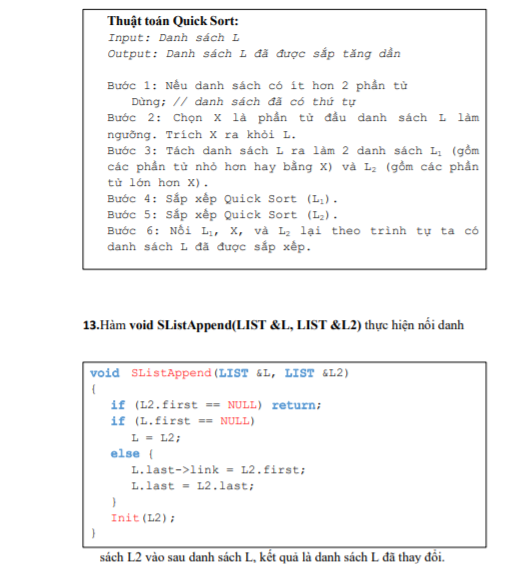 Thuật toán Quick Sort:
Input: Danh sách L
Output: Danh sách L đã được sắp tăng dần
Bước 1: Nếu danh sách có ít hơn 2 phần tử
Dừng; // danh sách đã có thứ tự
Bước 2: Chọn X là phần tử đầu danh sách L làm
ngưỡng. Trích X ra khỏi L.
Bước 3: Tách danh sách L ra làm 2 danh sách L₁ (gồm
các phần tử nhỏ hơn hay bằng X) và L₂ (gồm các phần
tử lớn hơn X).
Bước 4: Sắp xếp Quick Sort (L₁).
Bước 5: Sắp xếp Quick Sort (L₂).
Bước 6: Nối L₁, X, và L₂ lại theo trình tự ta có
danh sách L đã được sắp xếp.
13.Hàm void SListAppend(LIST &L, LIST &L2) thực hiện nối danh
void SListAppend(LIST &L, LIST &L2)
{
if (L2.first == NULL) return;
if (L.first == NULL)
L = L2;
else {
L.last->link = L2.first;
L.last = L2.last;
}
Init(L2);
}
sách L2 vào sau danh sách L, kết quả là danh sách L đã thay đổi.